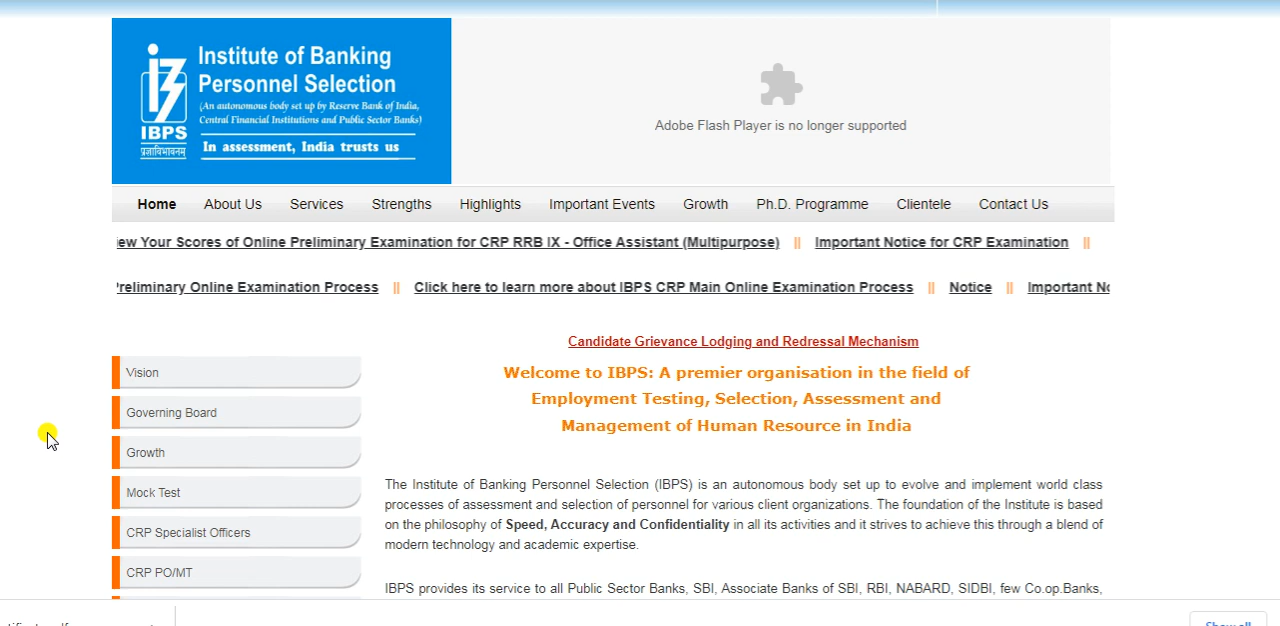 Institute of Banking
Personnel Selection
(An autonomous body set up by Reserve Bank of India,
Central Financial Institutions and Public Sector Banks)
IBPS
प्रज्ञाविभावनम्
In assessment, India trusts us
Adobe Flash Player is no longer supported
Home About Us Services Strengths Highlights Important Events Growth Ph.D. Programme Clientele Contact Us
Your Scores of Online Preliminary Examination for CRP RRB IX - Office Assistant (Multipurpose) || Important Notice for CRP Examination ||
Online Examination Process || Click here to learn more about IBPS CRP Main Online Examination Process || Notice || Important
Candidate Grievance Lodging and Redressal Mechanism
Welcome to IBPS: A premier organisation in the field of
Employment Testing, Selection, Assessment and
Management of Human Resource in India
Vision
Governing Board
Growth
Mock Test
CRP Specialist Officers
CRP PO/MT
The Institute of Banking Personnel Selection (IBPS) is an autonomous body set up to evolve and implement world class
processes of assessment and selection of personnel for various client organizations. The foundation of the Institute is based
on the philosophy of Speed, Accuracy and Confidentiality in all its activities and it strives to achieve this through a blend of
modern technology and academic expertise.
IBPS provides its service to all Public Sector Banks, SBI, Associate Banks of SBI, RBI, NABARD, SIDBI, few Co.op.Banks,
Show all